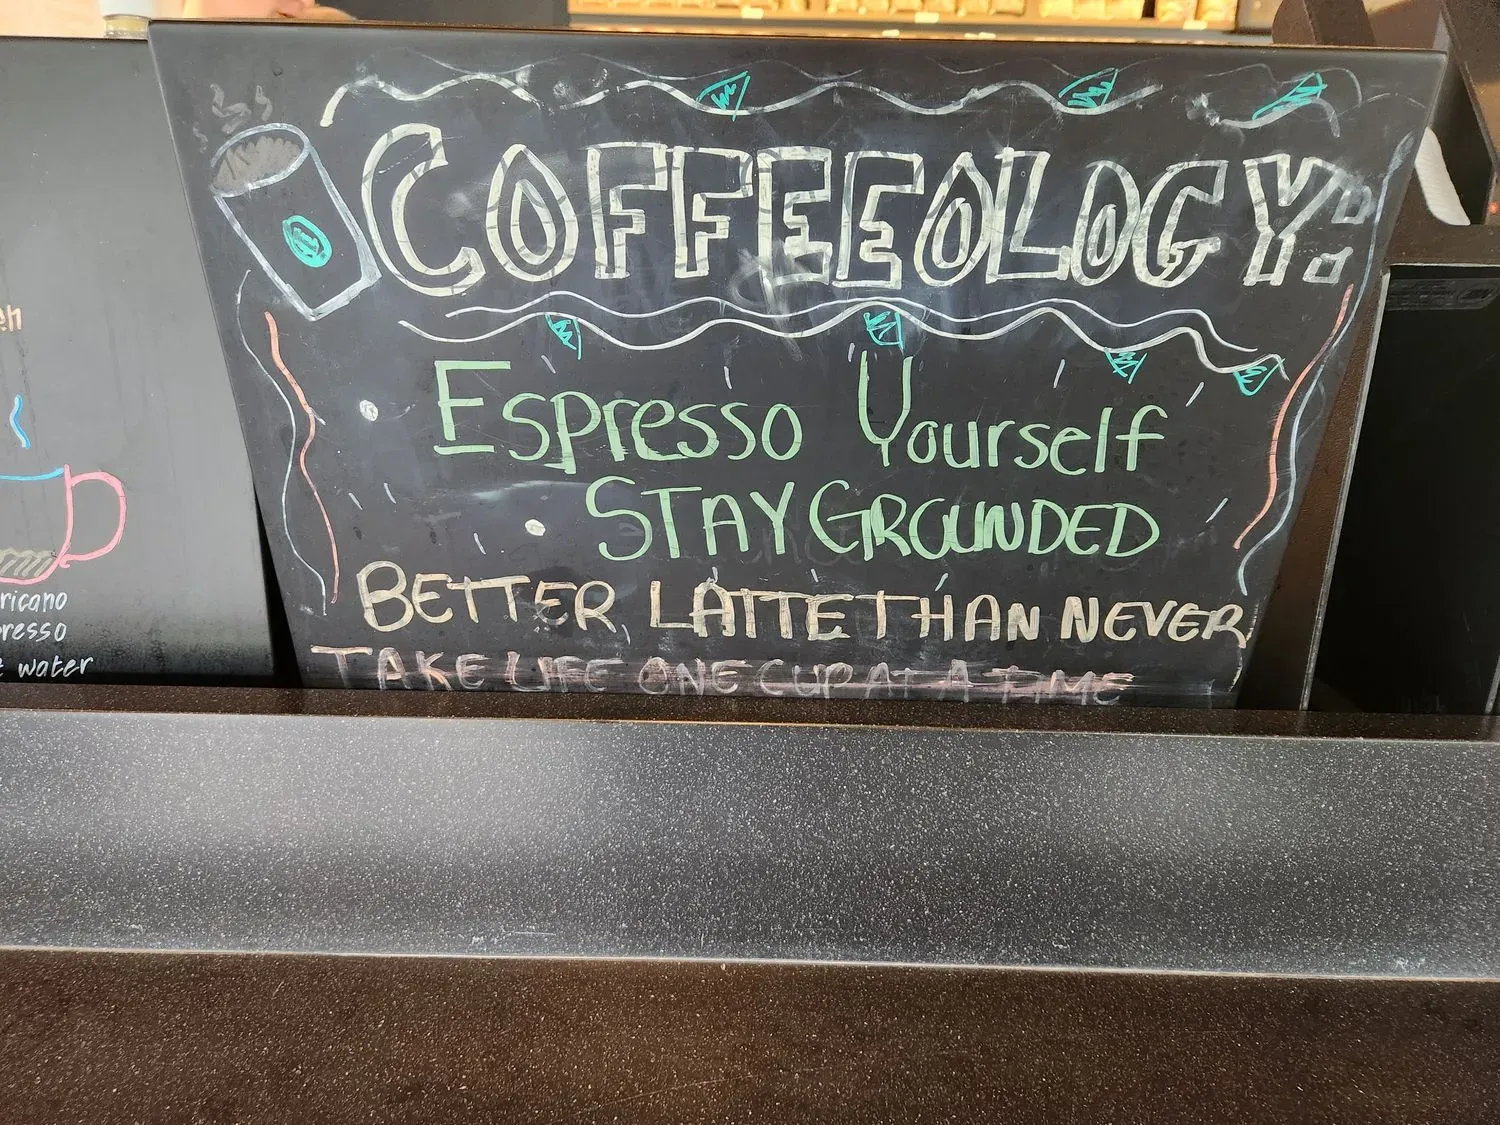 COFFEEOLOGY:
Espresso Yourself
STAY GROUNDED
BETTER LATTE THAN NEVER
TAKE LIFE ONE CUP AT A TIME
ricano
resso
water